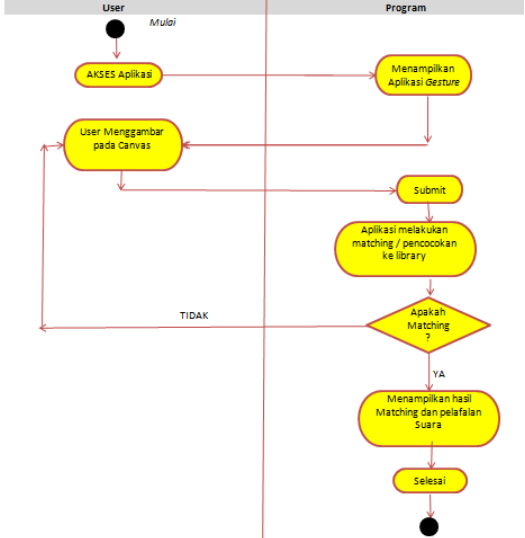 User
Program
Mulai
AKSES Aplikasi
Menampilkan
Aplikasi Gesture
User Menggambar
pada Canvas
Submit
Aplikasi melakukan
matching / pencocokan
ke library
Apakah
Matching
?
TIDAK
YA
Menampilkan hasil
Matching dan pelafalan
Suara
Selesai